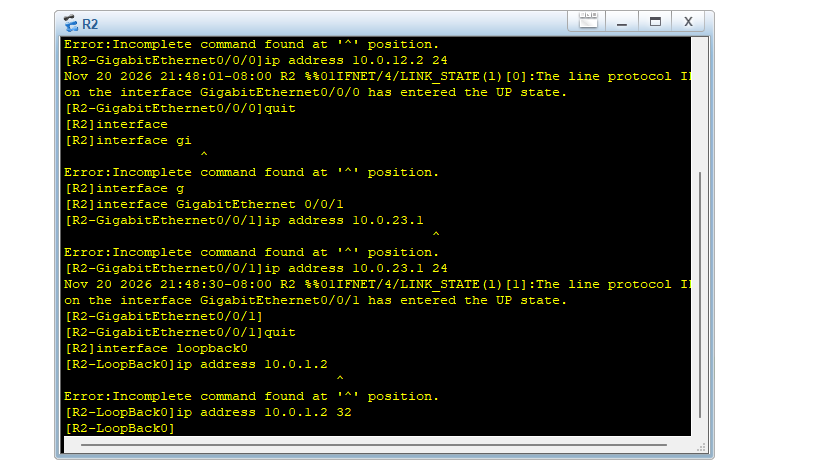 R2
Error:Incomplete command found at '^' position.
[R2-GigabitEthernet0/0/0]ip address 10.0.12.2 24
Nov 20 2026 21:48:01-08:00 R2 %%01IFNET/4/LINK_STATE(l)[0]:The line protocol I
on the interface GigabitEthernet0/0/0 has entered the UP state.
[R2-GigabitEthernet0/0/0]quit
[R2]interface
[R2]interface gi
^
Error:Incomplete command found at '^' position.
[R2]interface g
[R2]interface GigabitEthernet 0/0/1
[R2-GigabitEthernet0/0/1]ip address 10.0.23.1
^
Error:Incomplete command found at '^' position.
[R2-GigabitEthernet0/0/1]ip address 10.0.23.1 24
Nov 20 2026 21:48:30-08:00 R2 %%01IFNET/4/LINK_STATE(l)[1]:The line protocol I
on the interface GigabitEthernet0/0/1 has entered the UP state.
[R2-GigabitEthernet0/0/1]
[R2-GigabitEthernet0/0/1]quit
[R2]interface loopback0
[R2-LoopBack0]ip address 10.0.1.2
^
Error:Incomplete command found at '^' position.
[R2-LoopBack0]ip address 10.0.1.2 32
[R2-LoopBack0]